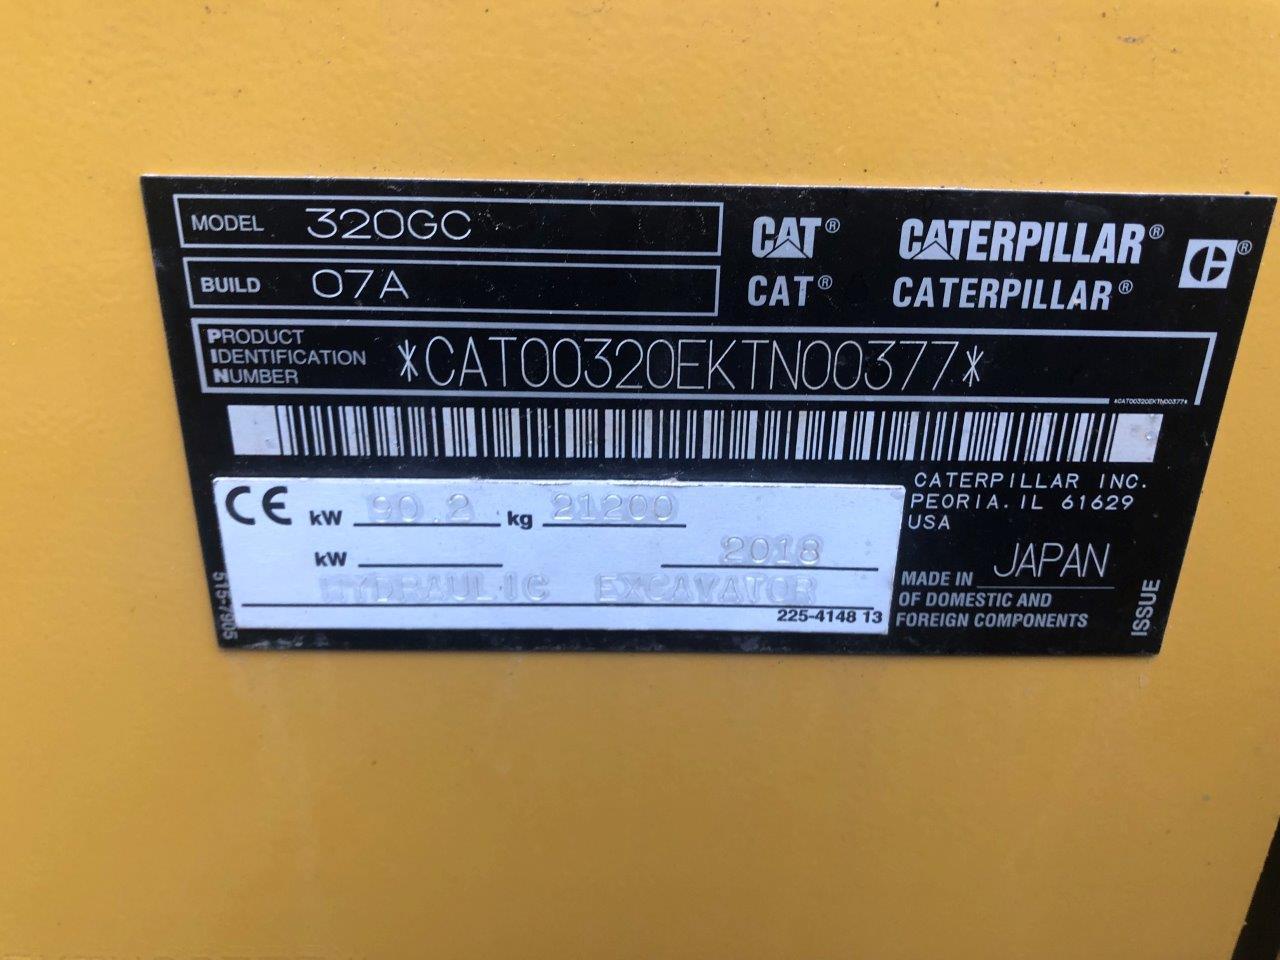 MODEL 320GC
BUILD 07A
CAT® CATERPILLAR® ®
CAT® CATERPILLAR®
PRODUCT
IDENTIFICATION
NUMBER
*CAT00320EKTN00377*
*CAT00320EKTN00377*
CE kW 90.2 kg 21200
kW 2018
HYDRAULIC EXCAVATOR
225-4148 13
515-7905
CATERPILLAR INC.
PEORIA. IL 61629
USA
MADE IN JAPAN
OF DOMESTIC AND
FOREIGN COMPONENTS
ISSUE